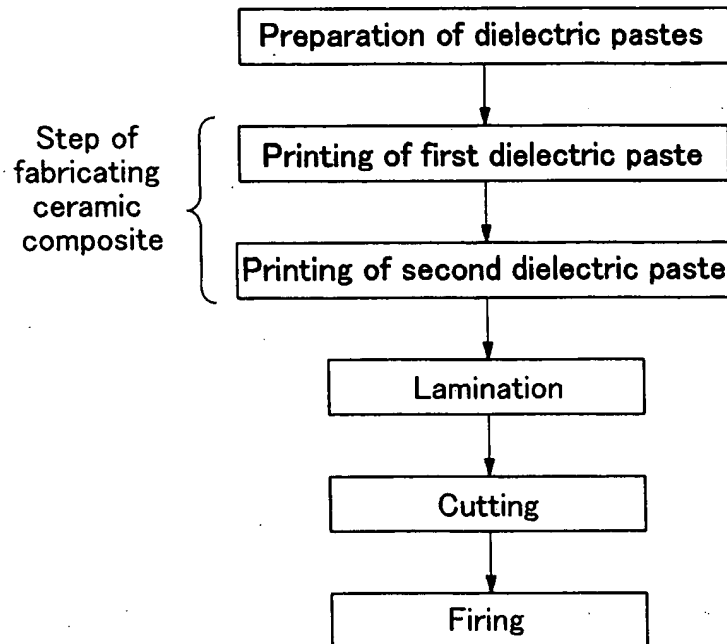 Preparation of dielectric pastes
Step of
fabricating
ceramic
composite
Printing of first dielectric paste
Printing of second dielectric paste
Lamination
Cutting
Firing